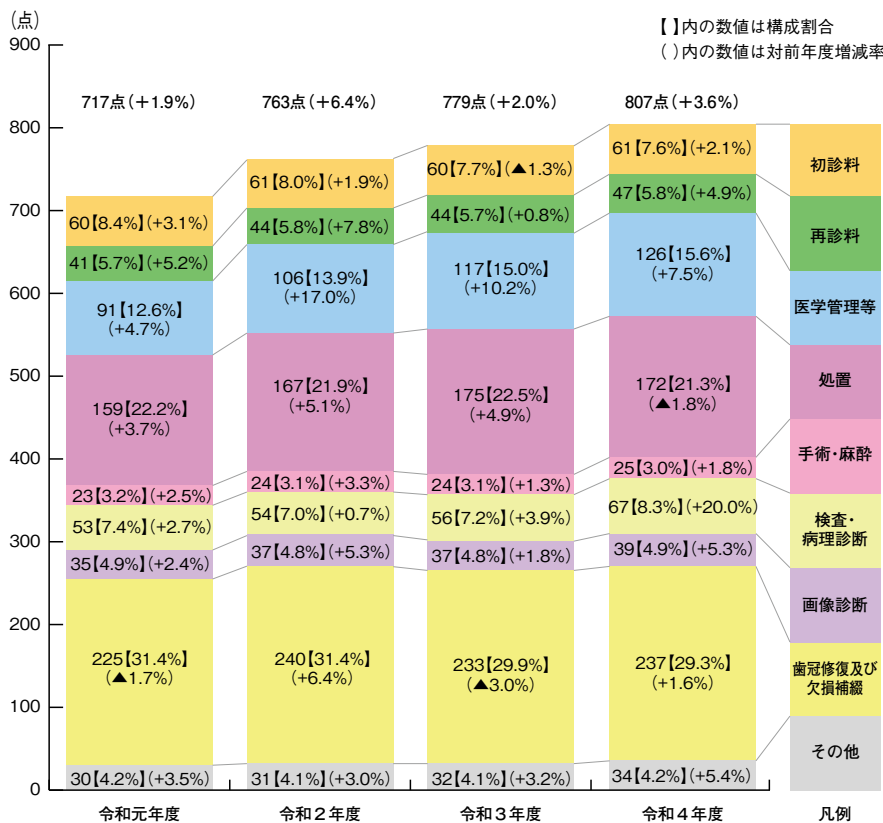 (点)
【 】内の数値は構成割合
( )内の数値は対前年度増減率
900
800
700
600
500
400
300
200
100
0
717点(+1.9%)
60【8.4%】(+3.1%)
41【5.7%】(+5.2%)
91【12.6%】
(+4.7%)
159【22.2%】
(+3.7%)
23【3.2%】(+2.5%)
53【7.4%】(+2.7%)
35【4.9%】(+2.4%)
225【31.4%】
(▲1.7%)
30【4.2%】(+3.5%)
令和元年度
763点(+6.4%)
61【8.0%】(+1.9%)
44【5.8%】(+7.8%)
106【13.9%】
(+17.0%)
167【21.9%】
(+5.1%)
24【3.1%】(+3.3%)
54【7.0%】(+0.7%)
37【4.8%】(+5.3%)
240【31.4%】
(+6.4%)
31【4.1%】(+3.0%)
令和2年度
779点(+2.0%)
60【7.7%】(▲1.3%)
44【5.7%】(+0.8%)
117【15.0%】
(+10.2%)
175【22.5%】
(+4.9%)
24【3.1%】(+1.3%)
56【7.2%】(+3.9%)
37【4.8%】(+1.8%)
233【29.9%】
(▲3.0%)
32【4.1%】(+3.2%)
令和3年度
807点(+3.6%)
61【7.6%】(+2.1%)
47【5.8%】(+4.9%)
126【15.6%】
(+7.5%)
172【21.3%】
(▲1.8%)
25【3.0%】(+1.8%)
67【8.3%】(+20.0%)
39【4.9%】(+5.3%)
237【29.3%】
(+1.6%)
34【4.2%】(+5.4%)
令和4年度
初診料
再診料
医学管理等
処置
手術・麻酔
検査・
病理診断
画像診断
歯冠修復及び
欠損補綴
その他
凡例